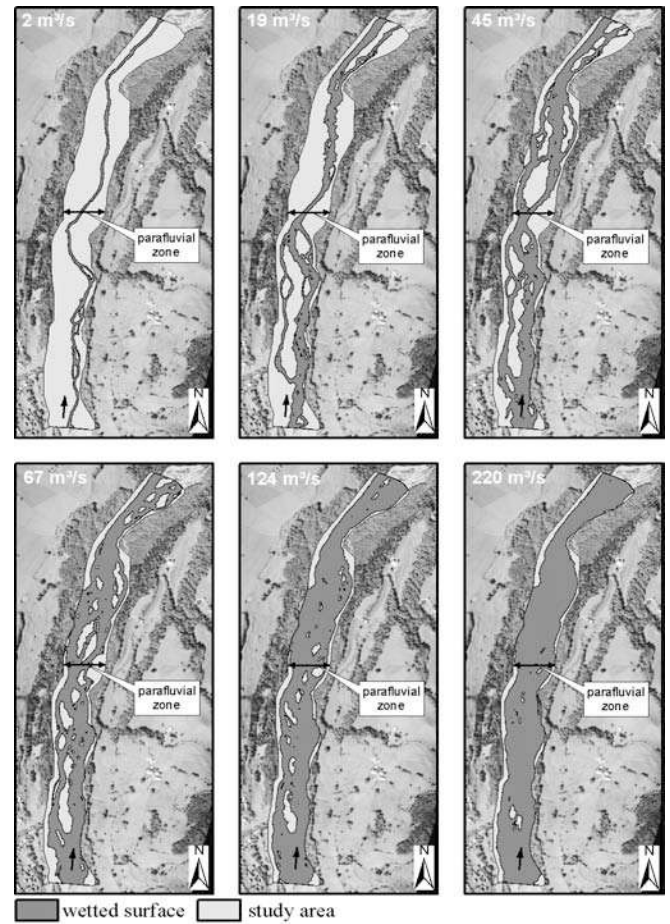 2 m³/s
19 m³/s
45 m³/s
parafluvial
zone
N
parafluvial
zone
N
parafluvial
zone
N
67 m³/s
124 m³/s
220 m³/s
parafluvial
zone
N
parafluvial
zone
N
parafluvial
zone
N
wetted surface
study area